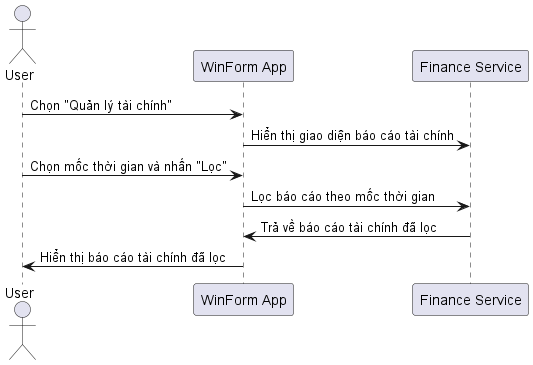 User
WinForm App
Finance Service
Chọn "Quản lý tài chính"
Hiển thị giao diện báo cáo tài chính
Chọn mốc thời gian và nhấn "Lọc"
Lọc báo cáo theo mốc thời gian
Trả về báo cáo tài chính đã lọc
Hiển thị báo cáo tài chính đã lọc
User
WinForm App
Finance Service